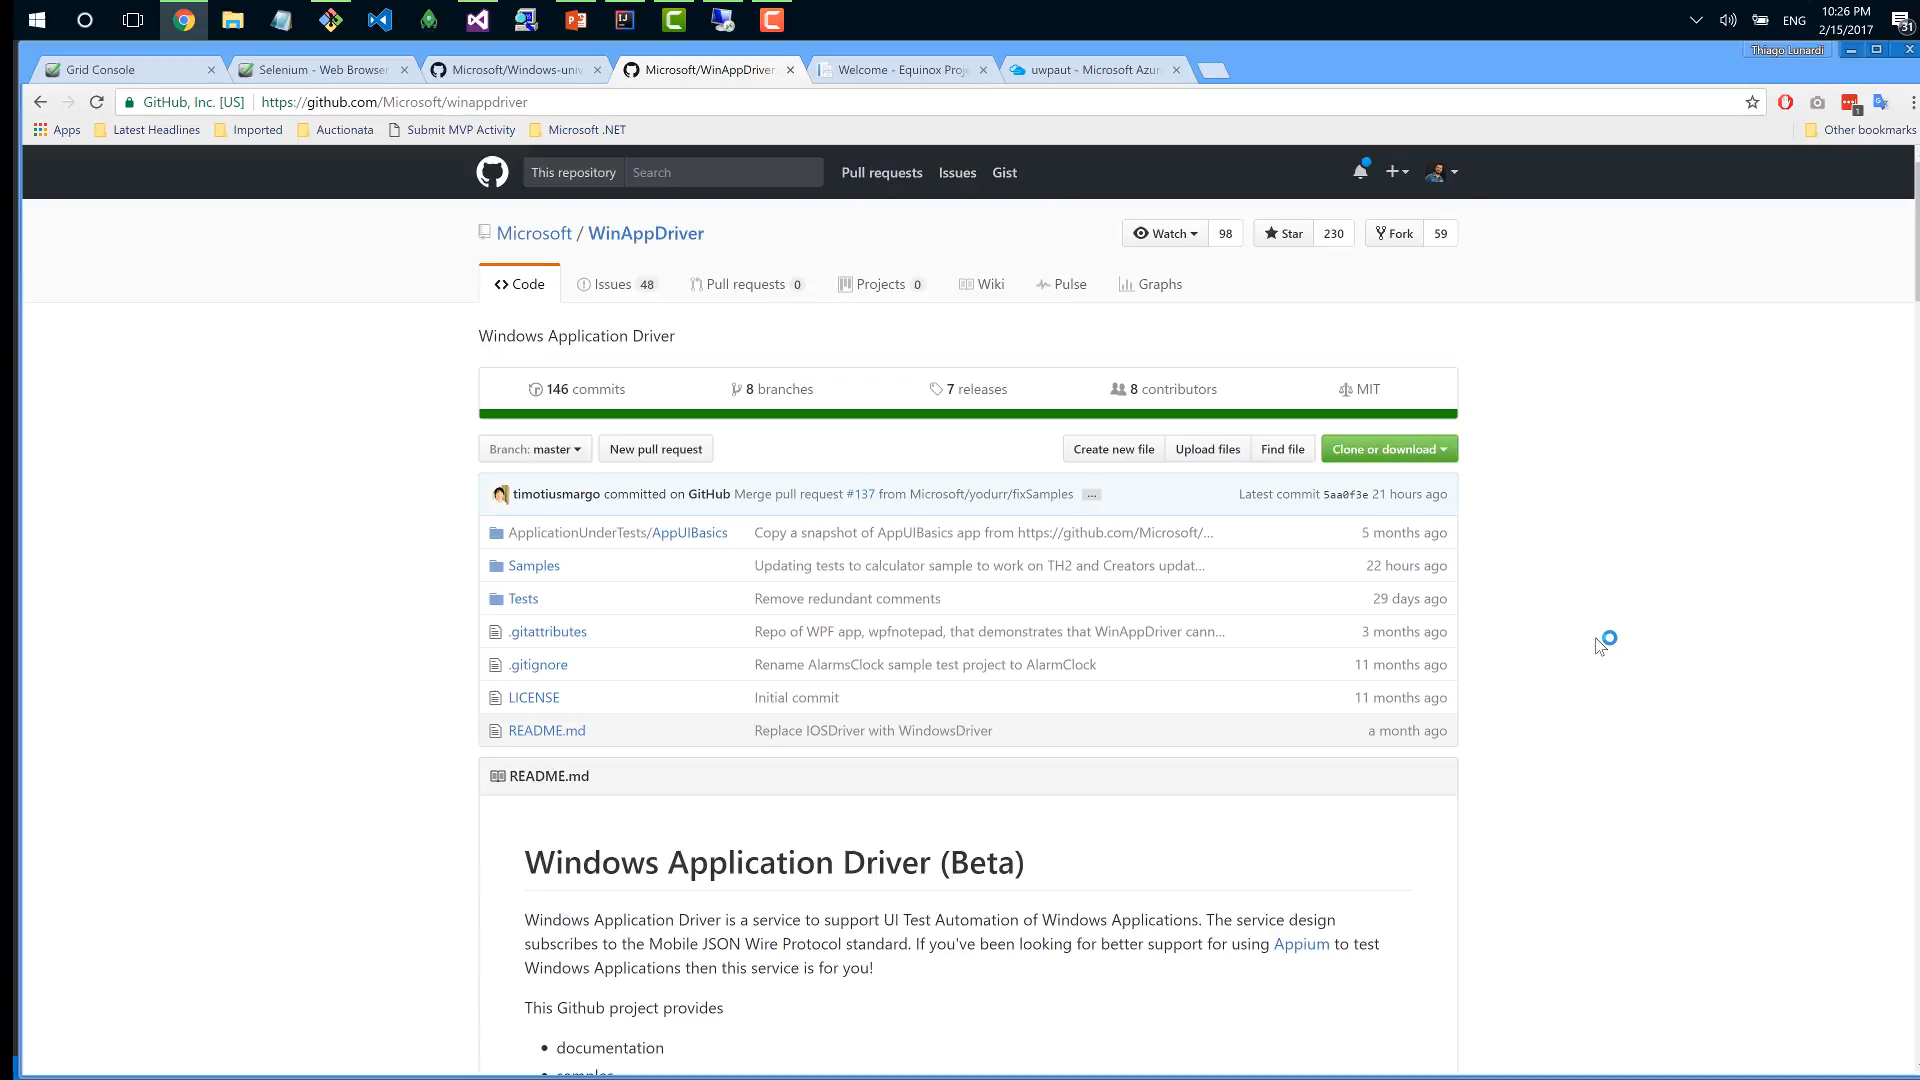 10:26 PM
ENG
2/15/2017
31
Thiago Lunardi
Grid Console
Selenium - Web Browser
Microsoft/Windows-univ
Microsoft/WinAppDriver
Welcome - Equinox Proj
uwpaut - Microsoft Azur
GitHub, Inc. [US]
https://github.com/Microsoft/winappdriver
1
Apps
Latest Headlines
Imported
Auctionata
Submit MVP Activity
Microsoft .NET
Other bookmarks
This repository
Search
Pull requests
Issues
Gist
Microsoft / WinAppDriver
Watch 98
Star 230
Fork 59
Code
Issues 48
Pull requests 0
Projects 0
Wiki
Pulse
Graphs
Windows Application Driver
146 commits
8 branches
7 releases
8 contributors
MIT
Branch: master
New pull request
Create new file
Upload files
Find file
Clone or download
timotiusmargo committed on GitHub Merge pull request #137 from Microsoft/yodurr/fixSamples ...
Latest commit 5aa0f3e 21 hours ago
ApplicationUnderTests/AppUIBasics Copy a snapshot of AppUIBasics app from https://github.com/Microsoft/... 5 months ago
Samples Updating tests to calculator sample to work on TH2 and Creators updat... 22 hours ago
Tests Remove redundant comments 29 days ago
.gitattributes Repo of WPF app, wpfnotepad, that demonstrates that WinAppDriver cann... 3 months ago
.gitignore Rename AlarmsClock sample test project to AlarmClock 11 months ago
LICENSE Initial commit 11 months ago
README.md Replace IOSDriver with WindowsDriver a month ago
README.md
Windows Application Driver (Beta)
Windows Application Driver is a service to support UI Test Automation of Windows Applications. The service design
subscribes to the Mobile JSON Wire Protocol standard. If you've been looking for better support for using Appium to test
Windows Applications then this service is for you!
This Github project provides
• documentation